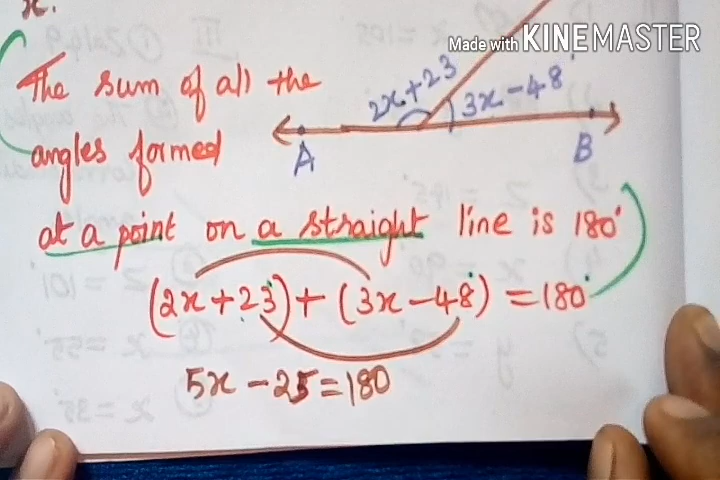 x.
Made with KINEMASTER
The sum of all the
angles formed
2x+23
3x-48°
A
B
at a point on a straight line is 180°
(2x+23°)+(3x-48°)=180°
5x-25=180